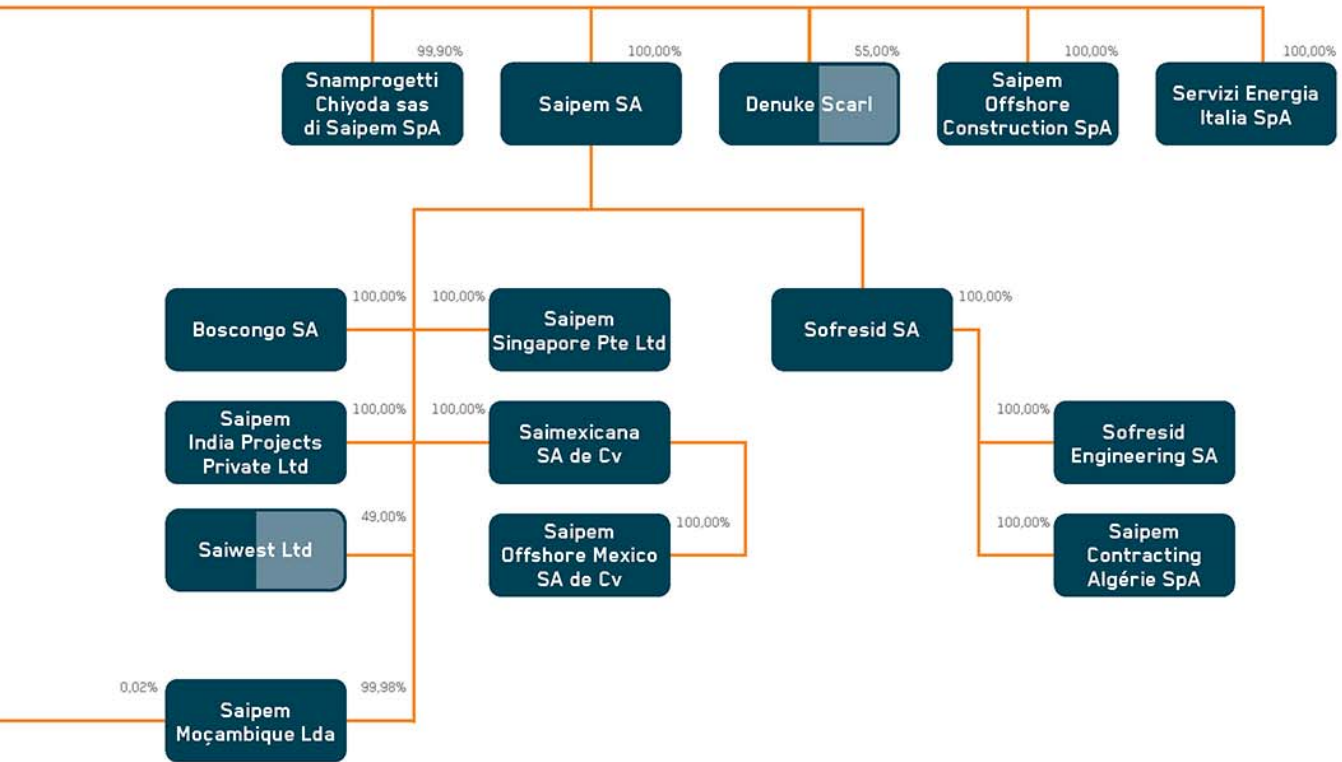 99,90%
Snamprogetti
Chiyoda sas
di Saipem SpA
100,00%
Saipem SA
55,00%
Denuke Scarl
100,00%
Saipem
Offshore
Construction SpA
100,00%
Servizi Energia
Italia SpA
100,00%
Boscongo SA
100,00%
Saipem
Singapore Pte Ltd
100,00%
Sofresid SA
100,00%
Saipem
India Projects
Private Ltd
100,00%
Saimexicana
SA de Cv
100,00%
Sofresid
Engineering SA
49,00%
Saiwest Ltd
100,00%
Saipem
Offshore Mexico
SA de Cv
100,00%
Saipem
Contracting
Algérie SpA
0,02%
99,98%
Saipem
Moçambique Lda